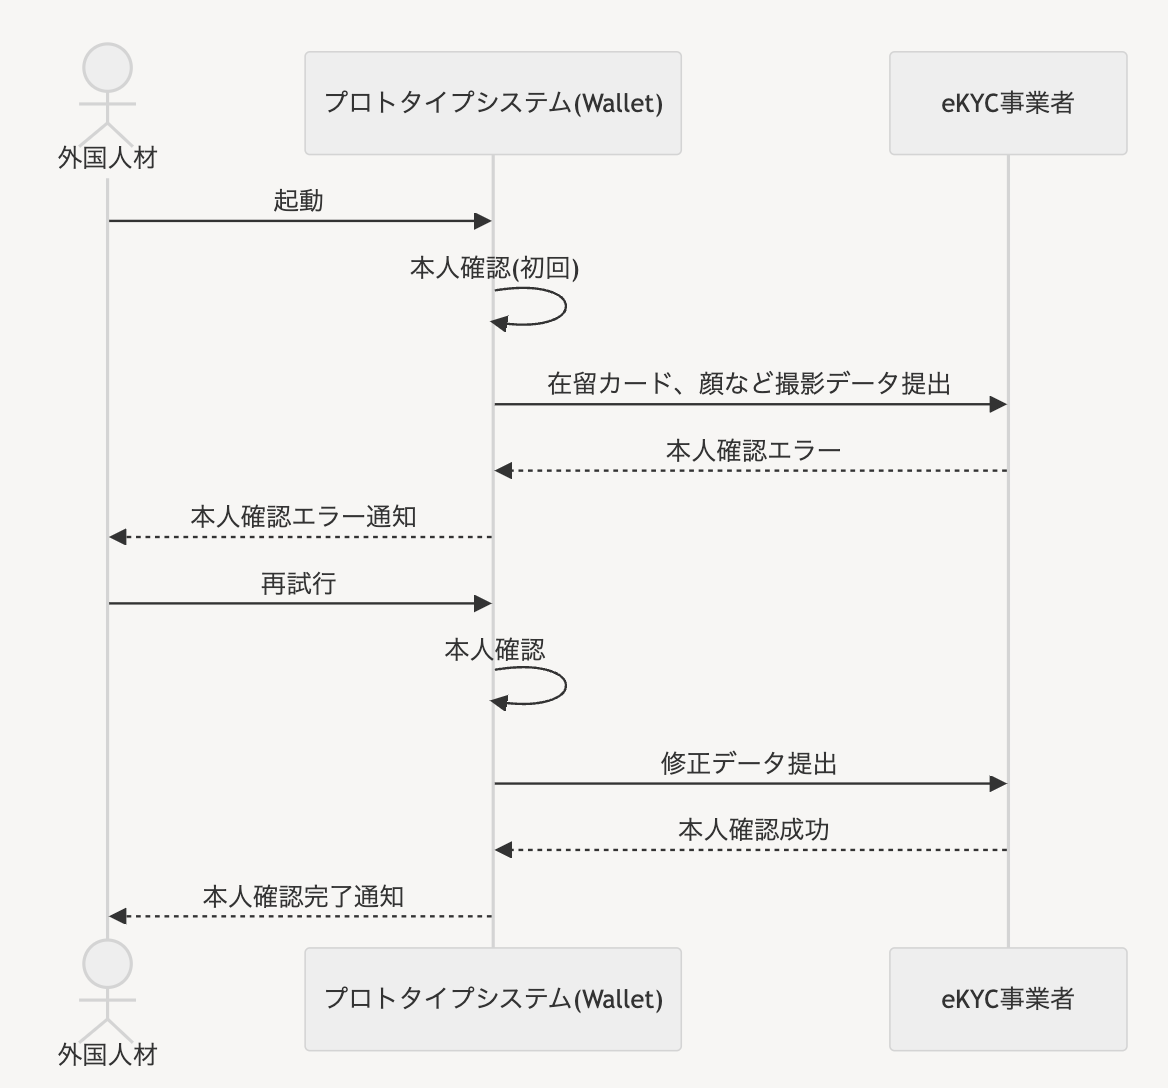 外国人材
プロトタイプシステム(Wallet)
eKYC事業者
起動
本人確認(初回)
在留カード、顔など撮影データ提出
本人確認エラー
本人確認エラー通知
再試行
本人確認
修正データ提出
本人確認成功
本人確認完了通知
外国人材
プロトタイプシステム(Wallet)
eKYC事業者